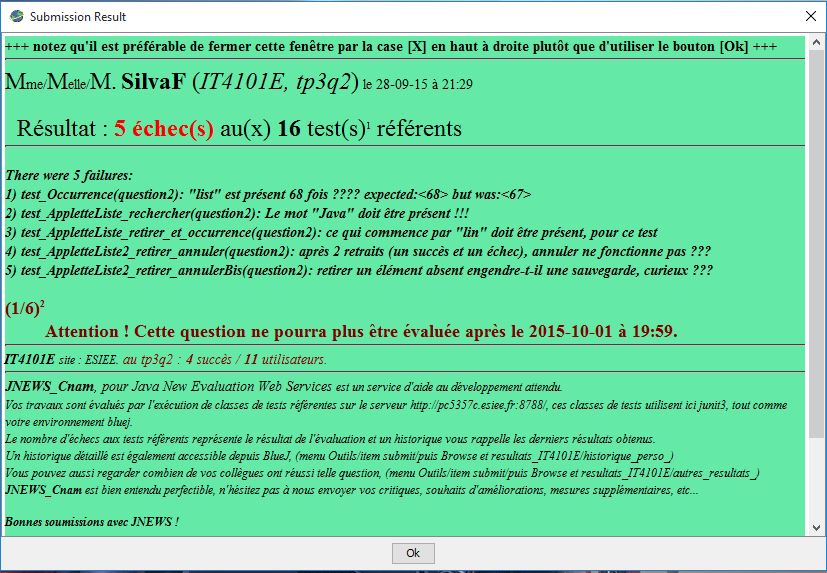 Submission Result
+++ notez qu'il est préférable de fermer cette fenêtre par la case [X] en haut à droite plutôt que d'utiliser le bouton [Ok] +++
Mme/Melle/M. SilvaF (IT4101E, tp3q2) le 28-09-15 à 21:29
Résultat : 5 échec(s) au(x) 16 test(s)1 référents
There were 5 failures:
1) test_Occurrence(question2): "list" est présent 68 fois ???? expected:<68> but was:<67>
2) test_AppletteListe_rechercher(question2): Le mot "Java" doit être présent !!!
3) test_AppletteListe_retirer_et_occurrence(question2): ce qui commence par "lin" doit être présent, pour ce test
4) test_AppletteListe2_retirer_annuler(question2): après 2 retraits (un succès et un échec), annuler ne fonctionne pas ???
5) test_AppletteListe2_retirer_annulerBis(question2): retirer un élément absent engendre-t-il une sauvegarde, curieux ???
(1/6)2
Attention ! Cette question ne pourra plus être évaluée après le 2015-10-01 à 19:59.
IT4101E site : ESIEE. au tp3q2 : 4 succès / 11 utilisateurs.
JNEWS_Cnam, pour Java New Evaluation Web Services est un service d'aide au développement attendu.
Vos travaux sont évalués par l'exécution de classes de tests référentes sur le serveur http://pc5357c.esiee.fr:8788/, ces classes de tests utilisent ici junit3, tout comme
votre environnement bluej.
Le nombre d'échecs aux tests référents représente le résultat de l'évaluation et un historique vous rappelle les derniers résultats obtenus.
Un historique détaillé est également accessible depuis BlueJ, (menu Outils/item submit/puis Browse et resultats_IT4101E/historique_perso_)
Vous pouvez aussi regarder combien de vos collègues ont réussi telle question, (menu Outils/item submit/puis Browse et resultats_IT4101E/autres_resultats_)
JNEWS_Cnam est bien entendu perfectible, n'hésitez pas à nous envoyer vos critiques, souhaits d'améliorations, mesures supplémentaires, etc...
Bonnes soumissions avec JNEWS !
Ok